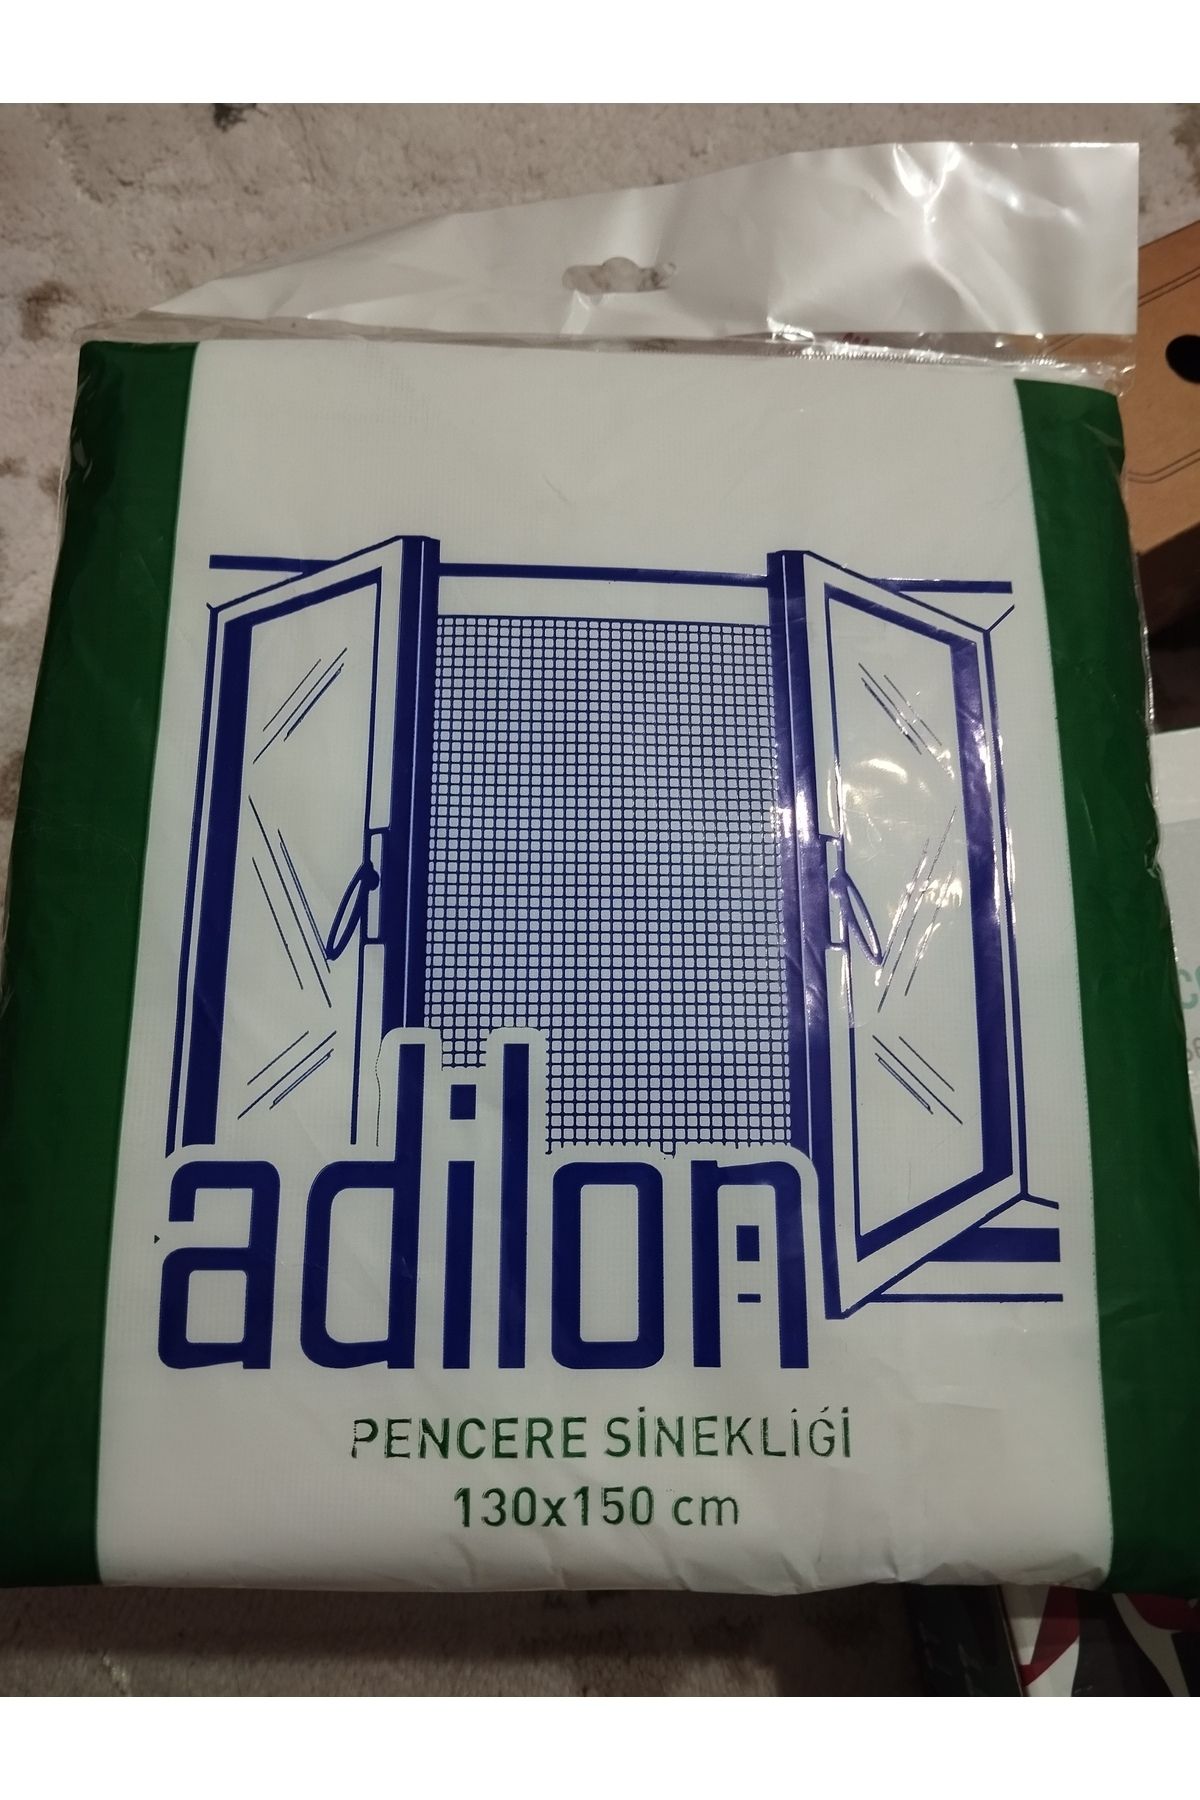 adilon
PENCERE SİNEKLİĞİ
130x150 cm